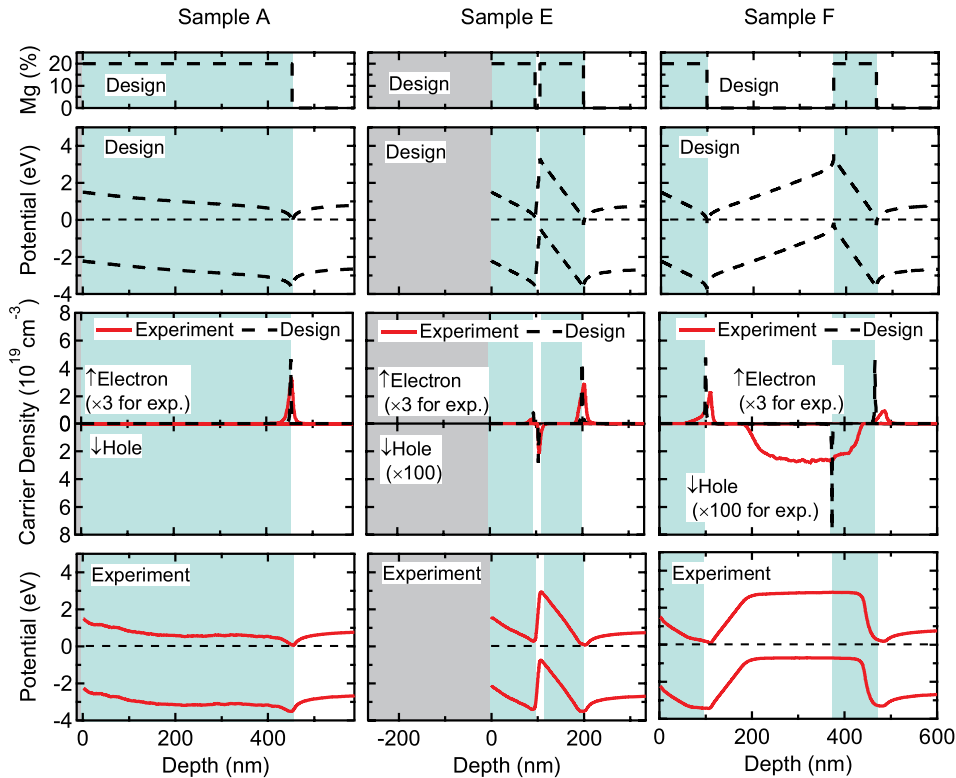 Sample A
Sample E
Sample F
Mg (%)
20
10
0
Design
Design
Design
Potential (eV)
4
2
0
-2
-4
Design
Design
Design
Carrier Density (10^19 cm^-3)
8
6
4
2
0
2
4
6
8
Experiment
Design
↑Electron
(×3 for exp.)
↓Hole
Experiment
Design
↑Electron
(×3 for exp.)
↓Hole
(×100)
Experiment
Design
↑Electron
(×3 for exp.)
↓Hole
(×100 for exp.)
Potential (eV)
4
2
0
-2
-4
Experiment
Experiment
Experiment
0 200 400
-200 0 200
0 200 400 600
Depth (nm)
Depth (nm)
Depth (nm)